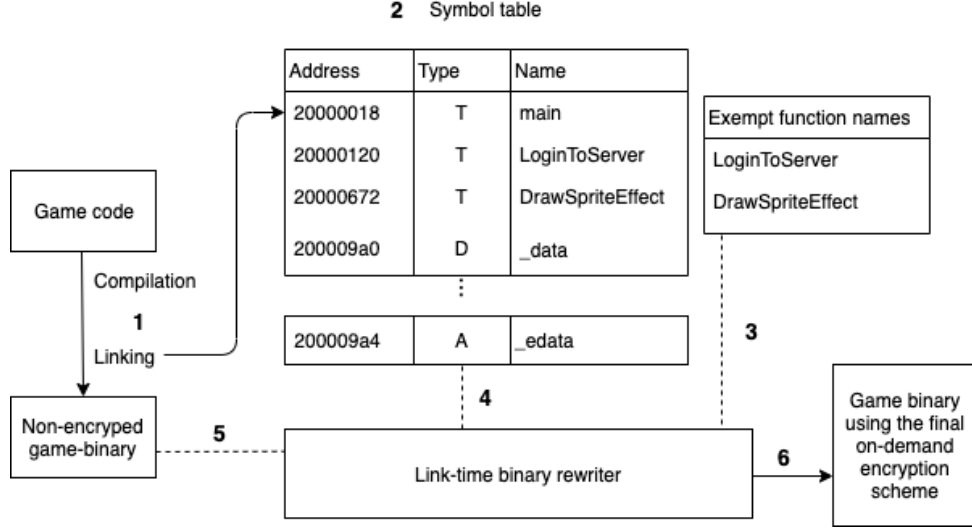 2 Symbol table
Address Type Name
20000018 T main
20000120 T LoginToServer
20000672 T DrawSpriteEffect
200009a0 D _data
⋮
200009a4 A _edata
Exempt function names
LoginToServer
DrawSpriteEffect
Game code
Compilation
1
Linking
3
4
Non-encryped
game-binary
5
Link-time binary rewriter
6
Game binary
using the final
on-demand
encryption
scheme